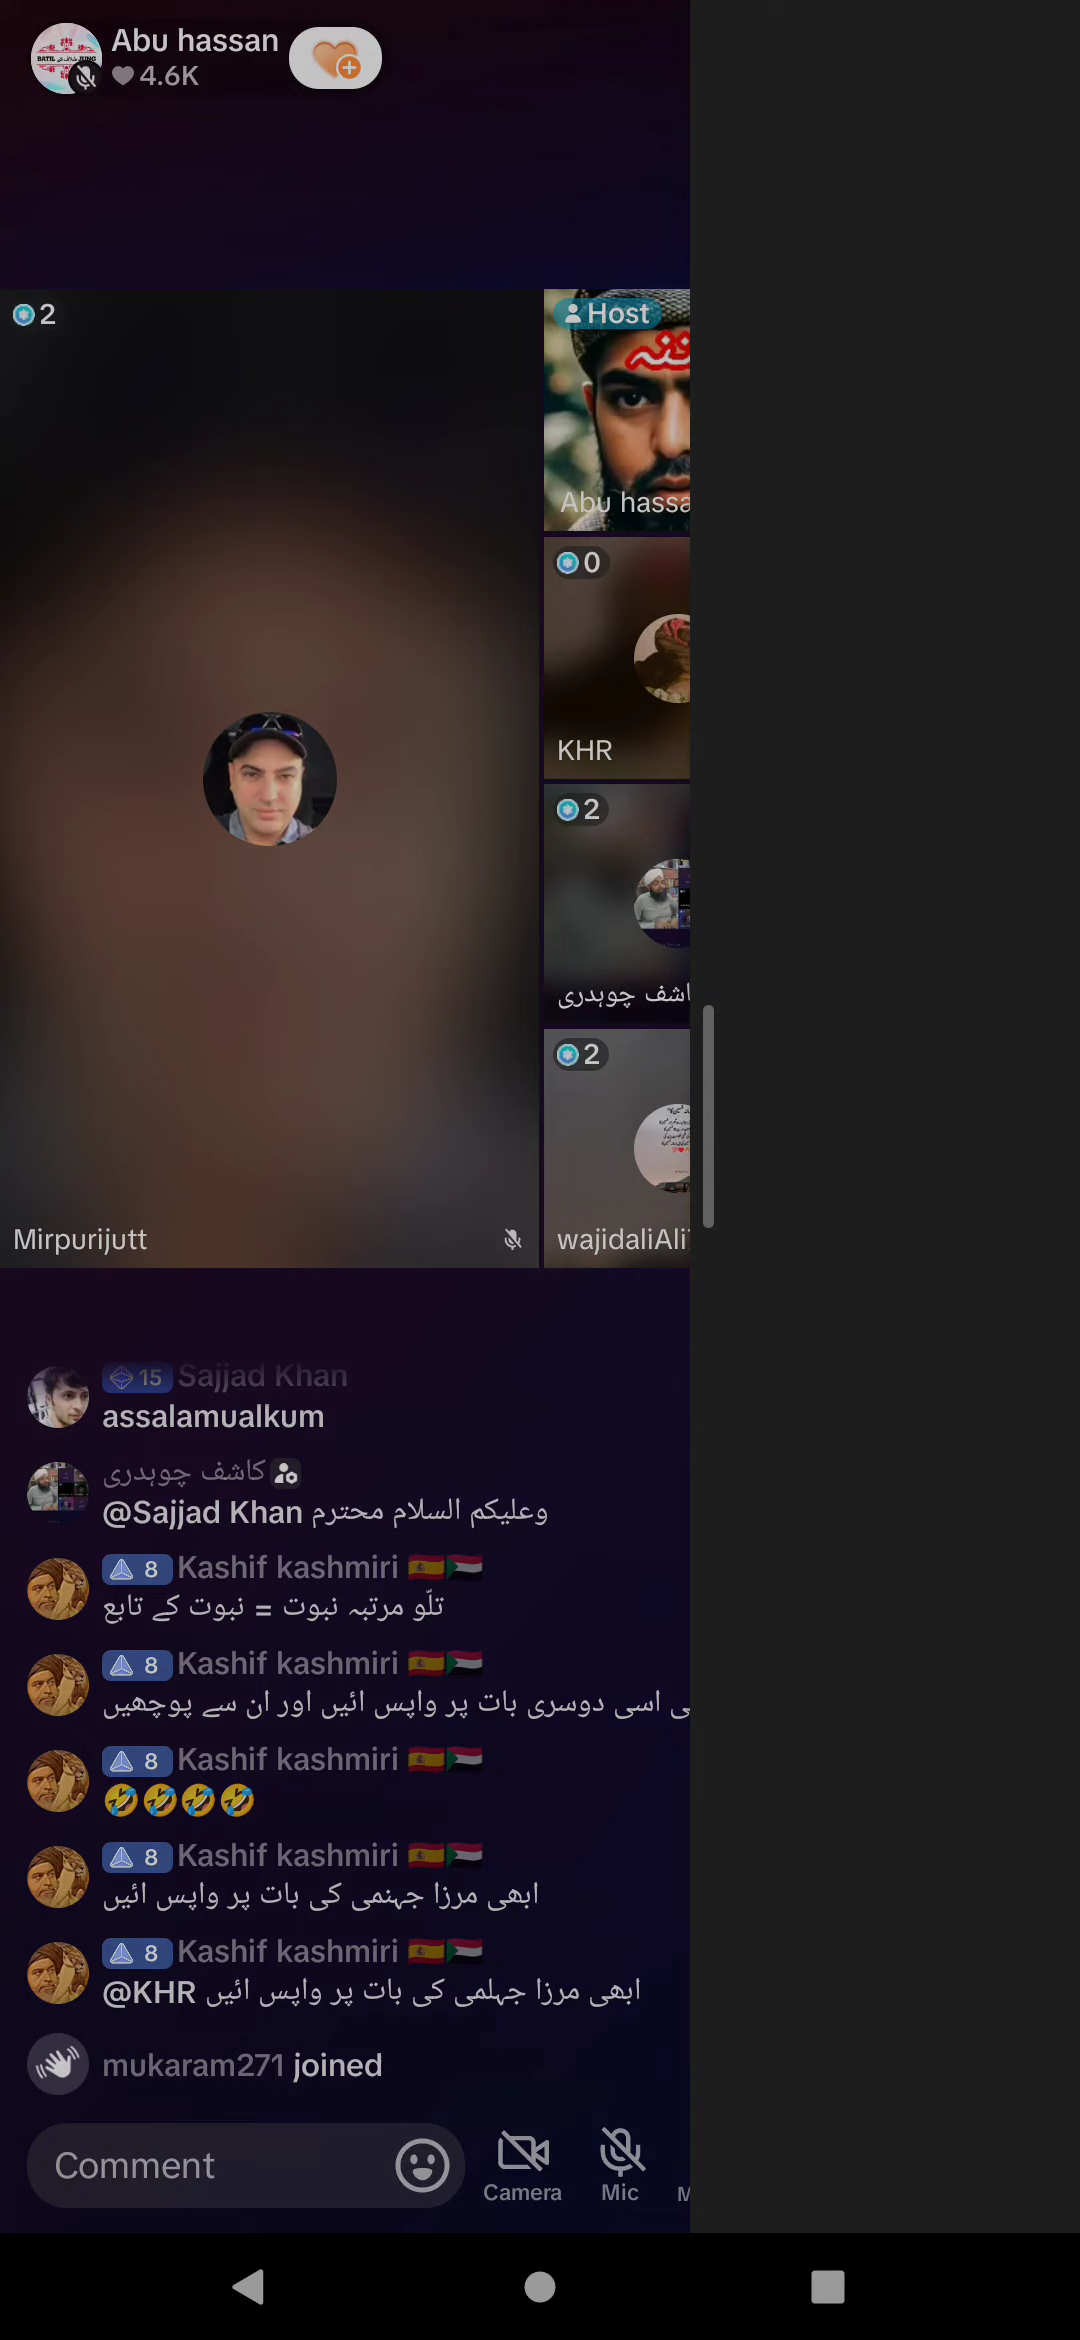 Abu hassan
4.6K
2
Host
Abu hassa
0
KHR
2
کاشف چوہدری
2
wajidaliAli
Mirpurijutt
15 Sajjad Khan
assalamualkum
کاشف چوہدری
@Sajjad Khan وعلیکم السلام محترم
8 Kashif kashmiri 🇪🇸🇸🇩
تلّو مرتبہ نبوت = نبوت کے تابع
8 Kashif kashmiri 🇪🇸🇸🇩
ی اسی دوسری بات پر واپس ائیں اور ان سے پوچھیں
8 Kashif kashmiri 🇪🇸🇸🇩
🤣🤣🤣🤣
8 Kashif kashmiri 🇪🇸🇸🇩
ابھی مرزا جہنمی کی بات پر واپس ائیں
8 Kashif kashmiri 🇪🇸🇸🇩
@KHR ابھی مرزا جہلمی کی بات پر واپس ائیں
mukaram271 joined
Comment
Camera
Mic
M